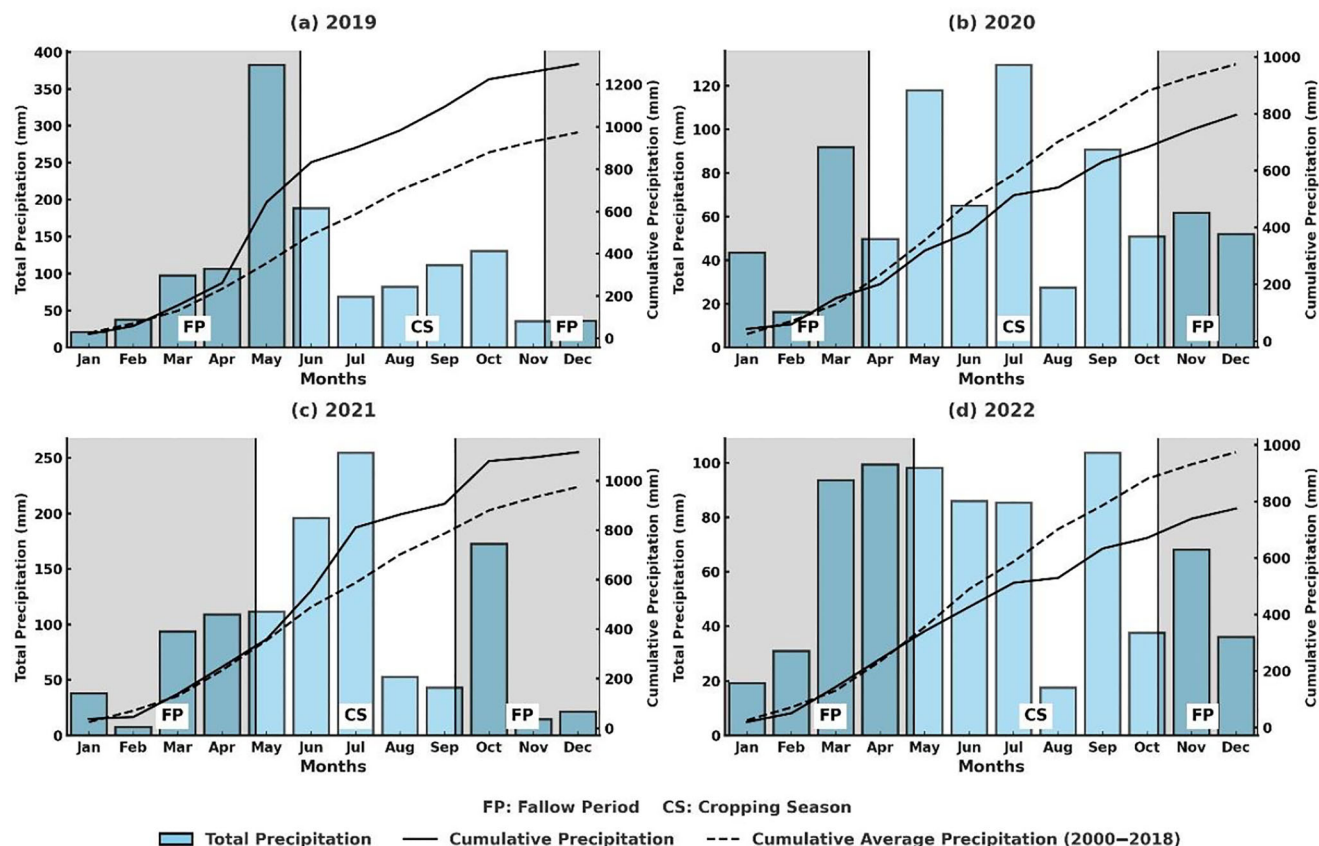 (a) 2019
Total Precipitation (mm)
400
350
300
250
200
150
100
50
0
1200
1000
800
600
400
200
0
Cumulative Precipitation (mm)
FP CS FP
Jan Feb Mar Apr May Jun Jul Aug Sep Oct Nov Dec
Months
(b) 2020
Total Precipitation (mm)
120
100
80
60
40
20
0
1000
800
600
400
200
0
Cumulative Precipitation (mm)
FP CS FP
Jan Feb Mar Apr May Jun Jul Aug Sep Oct Nov Dec
Months
(c) 2021
Total Precipitation (mm)
250
200
150
100
50
0
1000
800
600
400
200
0
Cumulative Precipitation (mm)
FP CS FP
Jan Feb Mar Apr May Jun Jul Aug Sep Oct Nov Dec
Months
(d) 2022
Total Precipitation (mm)
100
80
60
40
20
0
1000
800
600
400
200
0
Cumulative Precipitation (mm)
FP CS FP
Jan Feb Mar Apr May Jun Jul Aug Sep Oct Nov Dec
Months
FP: Fallow Period CS: Cropping Season
Total Precipitation Cumulative Precipitation Cumulative Average Precipitation (2000−2018)